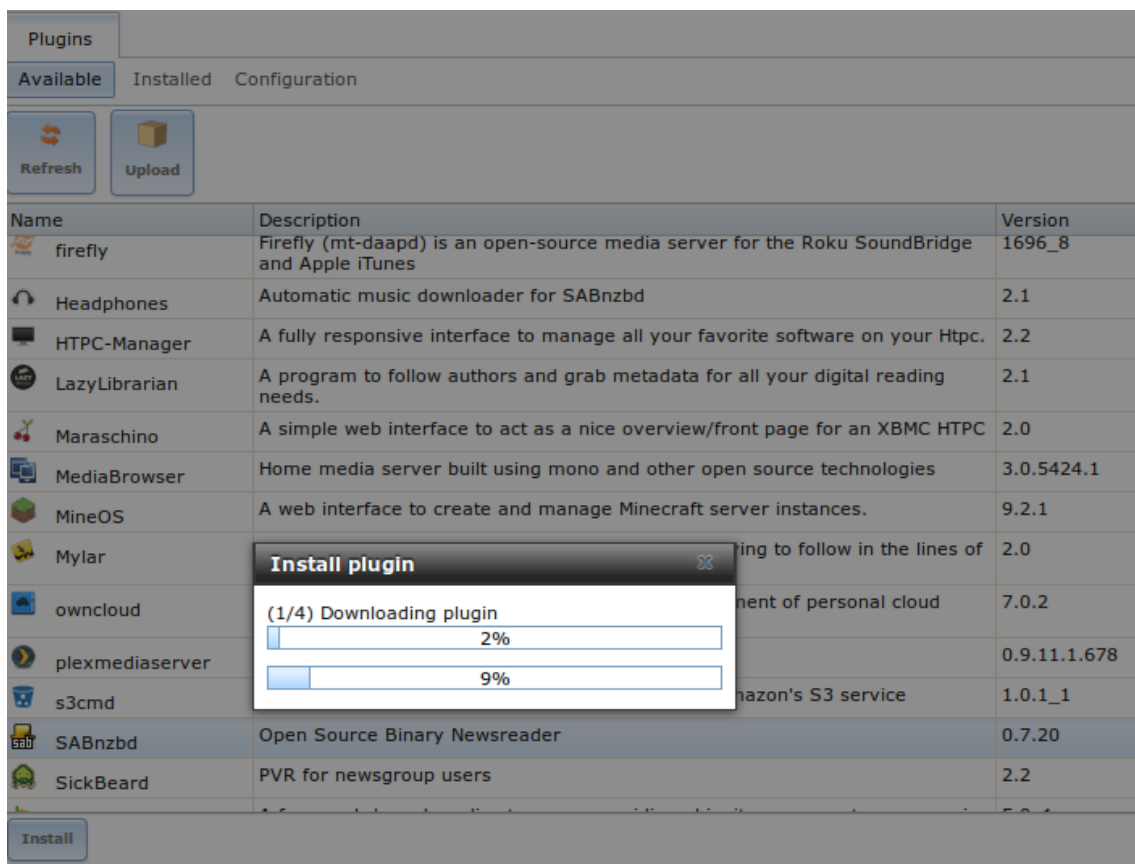 Plugins
Available Installed Configuration
Refresh Upload
Name Description Version
firefly Firefly (mt-daapd) is an open-source media server for the Roku SoundBridge 1696_8
and Apple iTunes
Headphones Automatic music downloader for SABnzbd 2.1
HTPC-Manager A fully responsive interface to manage all your favorite software on your Htpc. 2.2
LazyLibrarian A program to follow authors and grab metadata for all your digital reading 2.1
needs.
Maraschino A simple web interface to act as a nice overview/front page for an XBMC HTPC 2.0
MediaBrowser Home media server built using mono and other open source technologies 3.0.5424.1
MineOS A web interface to create and manage Minecraft server instances. 9.2.1
Mylar to follow in the lines of 2.0
Install plugin
owncloud of personal cloud 7.0.2
(1/4) Downloading plugin
2%
plexmediaserver 0.9.11.1.678
9%
s3cmd S3 service 1.0.1_1
SABnzbd Open Source Binary Newsreader 0.7.20
SickBeard PVR for newsgroup users 2.2
Install